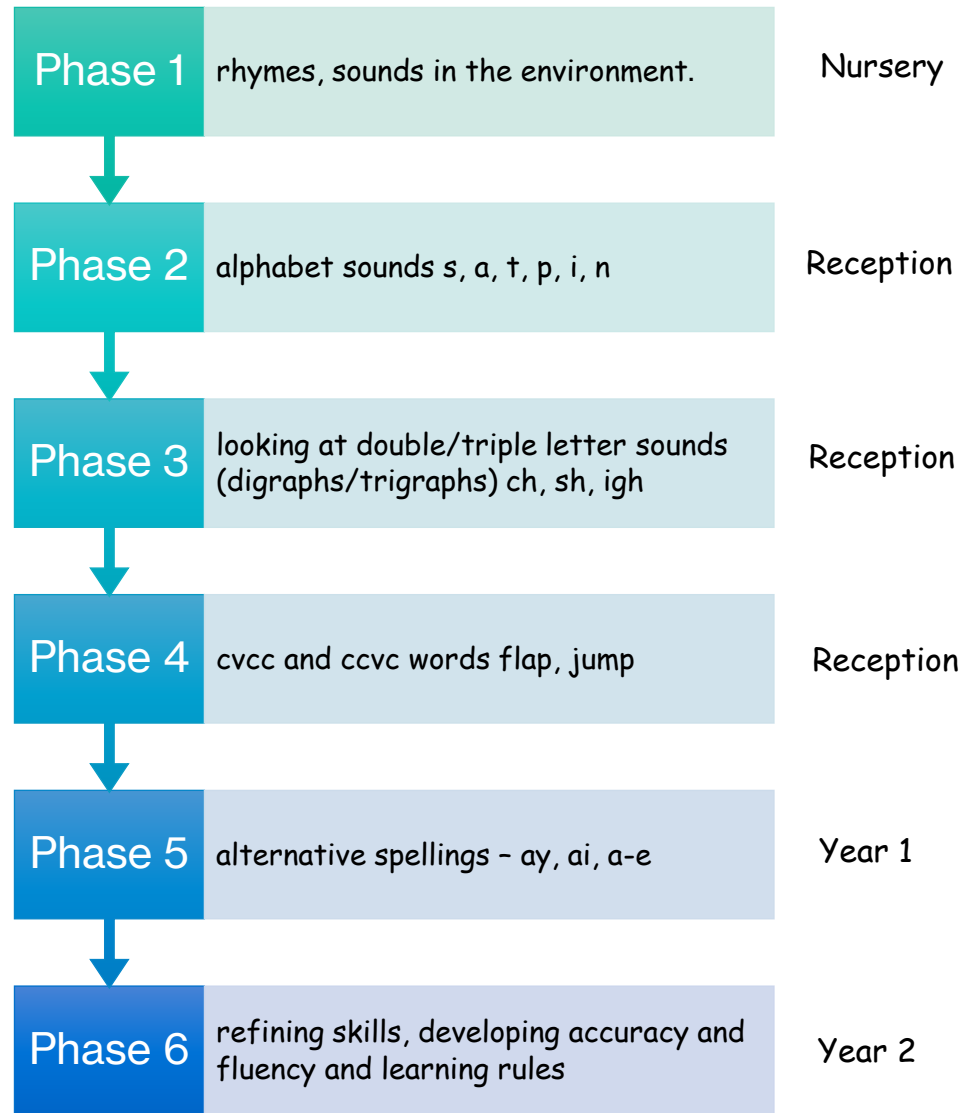 Phase 1
rhymes, sounds in the environment.
Nursery
Phase 2
alphabet sounds s, a, t, p, i, n
Reception
Phase 3
looking at double/triple letter sounds
(digraphs/trigraphs) ch, sh, igh
Reception
Phase 4
cvcc and ccvc words flap, jump
Reception
Phase 5
alternative spellings – ay, ai, a-e
Year 1
Phase 6
refining skills, developing accuracy and
fluency and learning rules
Year 2